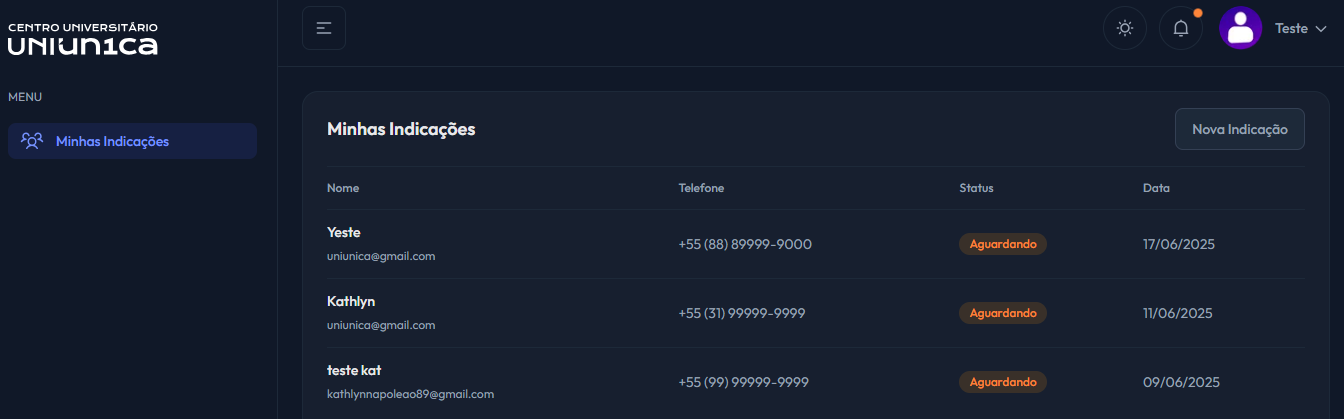 CENTRO UNIVERSITÁRIO
UNIUN1CA
Teste
MENU
Minhas Indicações
Minhas Indicações
Nova Indicação
Nome Telefone Status Data
Yeste
uniunica@gmail.com
+55 (88) 89999-9000 Aguardando 17/06/2025
Kathlyn
uniunica@gmail.com
+55 (31) 99999-9999 Aguardando 11/06/2025
teste kat
kathlynnapoleao89@gmail.com
+55 (99) 99999-9999 Aguardando 09/06/2025